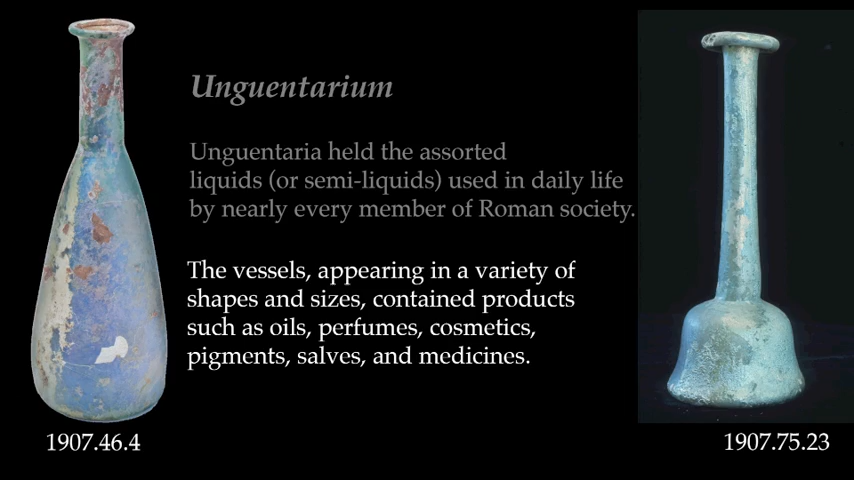 Unguentarium
Unguentaria held the assorted
liquids (or semi-liquids) used in daily life
by nearly every member of Roman society.
The vessels, appearing in a variety of
shapes and sizes, contained products
such as oils, perfumes, cosmetics,
pigments, salves, and medicines.
1907.46.4
1907.75.23